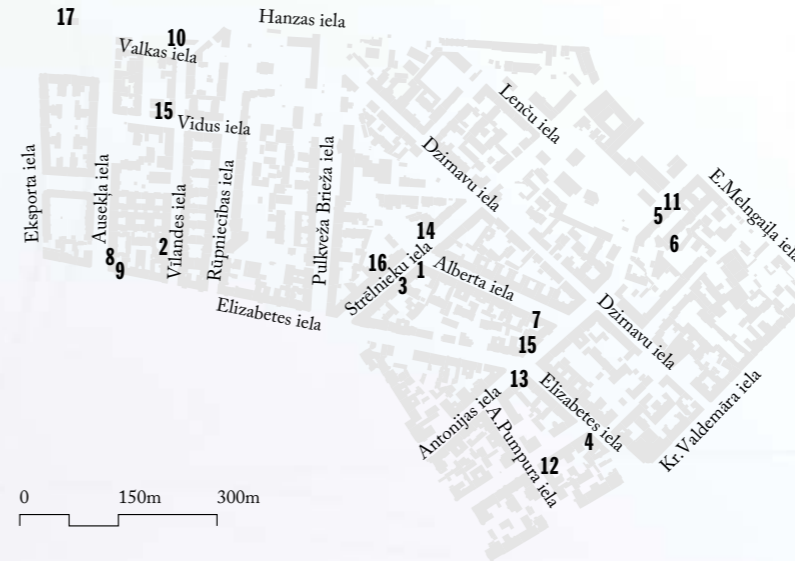 17
10
Hanzas iela
Valkas iela
15
Vidus iela
Lenču iela
Dzirnavu iela
Eksporta iela
Ausekļa iela
Vīlandes iela
Rūpniecības iela
Pulkveža Brieža iela
E.Melngaiļa iela
11
5
6
14
2
8
9
16
Strēlnieku iela
1
3
Alberta iela
Elizabetes iela
7
15
Dzirnavu iela
13
Elizabetes iela
Antonijas iela
A.Pumpura iela
4
12
Kr.Valdemāra iela
0 150m 300m